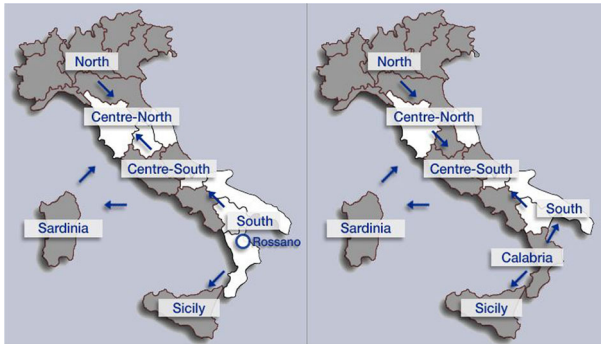 North
Centre-North
Centre-South
South
Rossano
Sardinia
Sicily
North
Centre-North
Centre-South
South
Sardinia
Calabria
Sicily